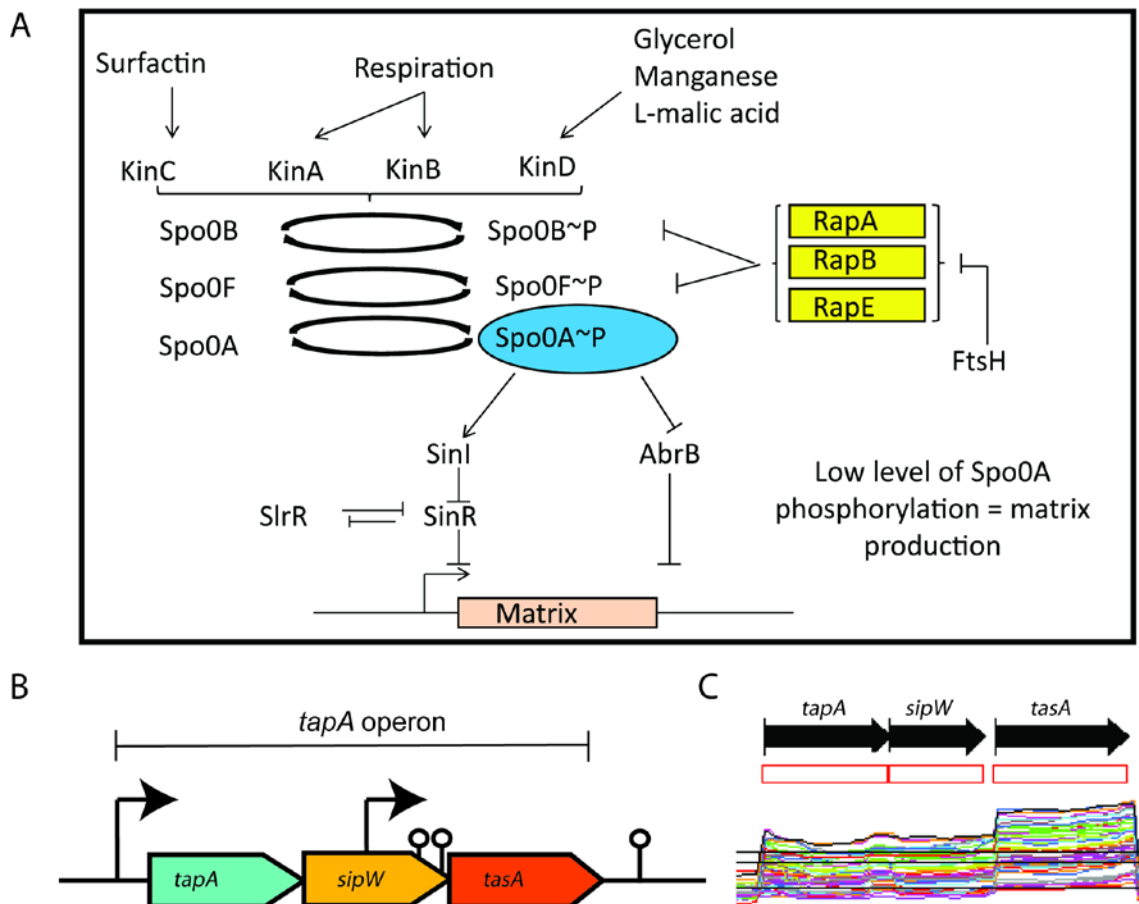 A
Surfactin
Respiration
Glycerol
Manganese
L-malic acid
KinC
KinA
KinB
KinD
Spo0B
Spo0B~P
Spo0F
Spo0F~P
Spo0A
Spo0A~P
RapA
RapB
RapE
FtsH
SinI
AbrB
SlrR
SinR
Low level of Spo0A
phosphorylation = matrix
production
Matrix
B
tapA operon
tapA
sipW
tasA
C
tapA
sipW
tasA